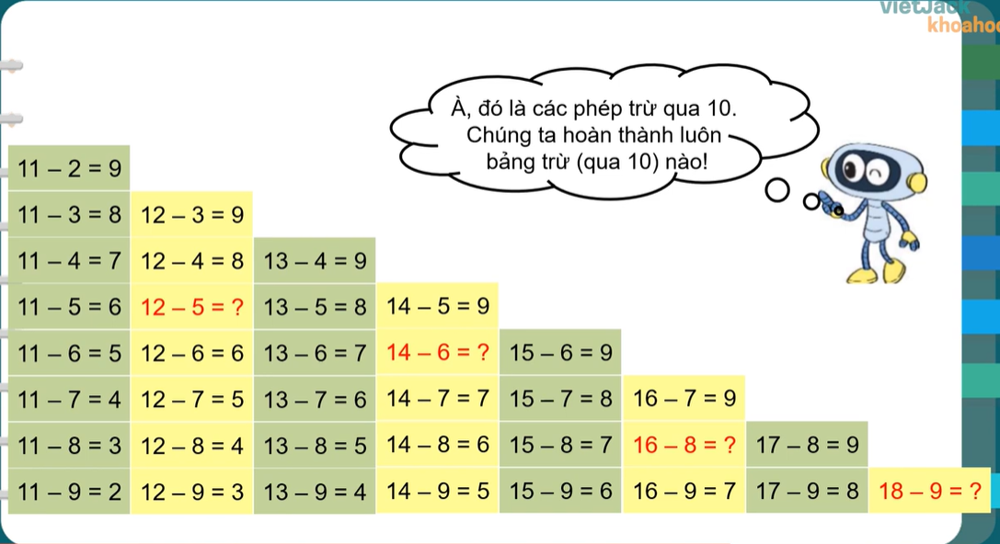 VietJack
khoaho
À, đó là các phép trừ qua 10.
Chúng ta hoàn thành luôn
bảng trừ (qua 10) nào!
11 – 2 = 9
11 – 3 = 8 12 – 3 = 9
11 – 4 = 7 12 – 4 = 8 13 – 4 = 9
11 – 5 = 6 12 – 5 = ? 13 – 5 = 8 14 – 5 = 9
11 – 6 = 5 12 – 6 = 6 13 – 6 = 7 14 – 6 = ? 15 – 6 = 9
11 – 7 = 4 12 – 7 = 5 13 – 7 = 6 14 – 7 = 7 15 – 7 = 8 16 – 7 = 9
11 – 8 = 3 12 – 8 = 4 13 – 8 = 5 14 – 8 = 6 15 – 8 = 7 16 – 8 = ? 17 – 8 = 9
11 – 9 = 2 12 – 9 = 3 13 – 9 = 4 14 – 9 = 5 15 – 9 = 6 16 – 9 = 7 17 – 9 = 8 18 – 9 = ?